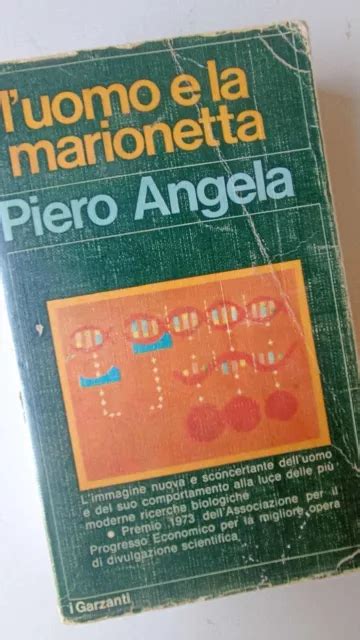 l'uomo e la
marionetta
Piero Angela
L'immagine nuova e sconcertante dell'uomo
e del suo comportamento alla luce delle più
moderne ricerche biologiche
● Premio 1973 dell'Associazione per il
Progresso Economico per la migliore opera
di divulgazione scientifica
i Garzanti